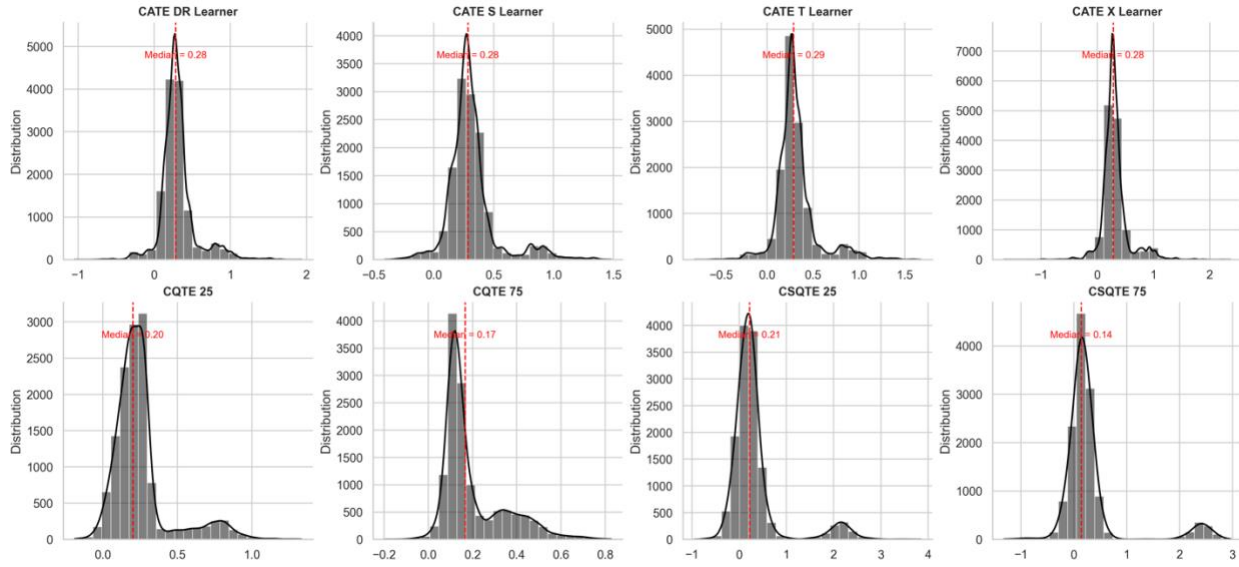 CATE DR Learner
Distribution
5000
4000
3000
2000
1000
0
Median = 0.28
−1 0 1 2
CATE S Learner
Distribution
4000
3500
3000
2500
2000
1500
1000
500
0
Median = 0.28
−0.5 0.0 0.5 1.0 1.5
CATE T Learner
Distribution
5000
4000
3000
2000
1000
0
Median = 0.29
−0.5 0.0 0.5 1.0 1.5
CATE X Learner
Distribution
7000
6000
5000
4000
3000
2000
1000
0
Median = 0.28
−1 0 1 2
CQTE 25
Distribution
3000
2500
2000
1500
1000
500
0
Median = 0.20
0.0 0.5 1.0
CQTE 75
Distribution
4000
3500
3000
2500
2000
1500
1000
500
0
Median = 0.17
−0.2 0.0 0.2 0.4 0.6 0.8
CSQTE 25
Distribution
4000
3000
2000
1000
0
Median = 0.21
−1 0 1 2 3 4
CSQTE 75
Distribution
4000
3000
2000
1000
0
Median = 0.14
−1 0 1 2 3